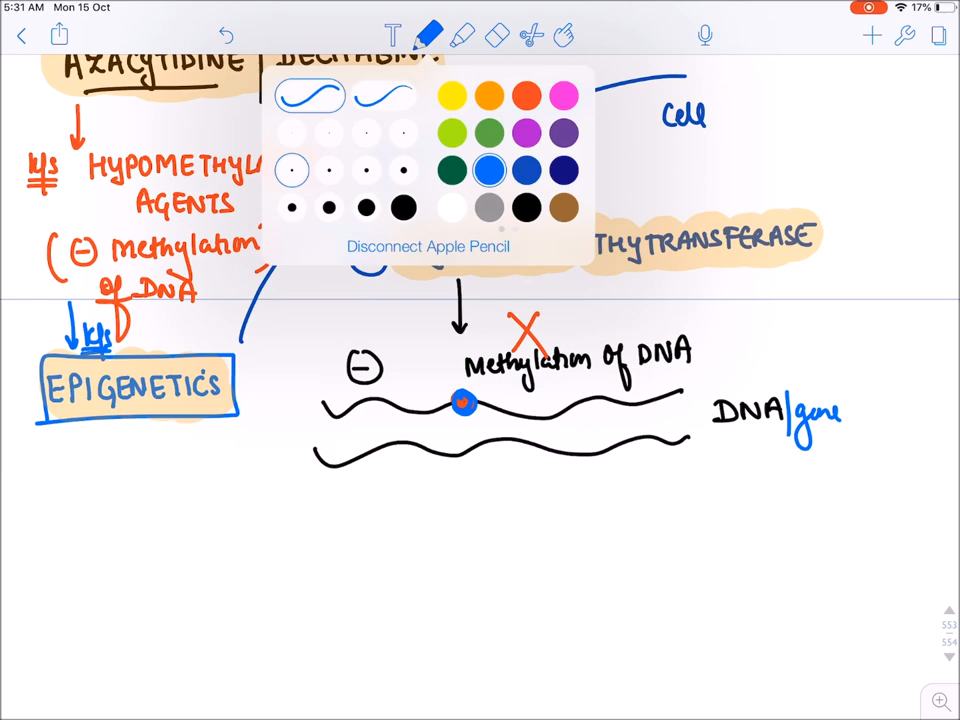 5:31 AM Mon 15 Oct
17%
T
AZACYTIDINE
Cell
k/s HYPOMETHYLA
AGENTS
Disconnect Apple Pencil
THYTRANSFERASE
( ⊖ Methylation
of DNA )
k/s
⊖ Methylation of DNA
EPIGENETICS
DNA/gene
553
554